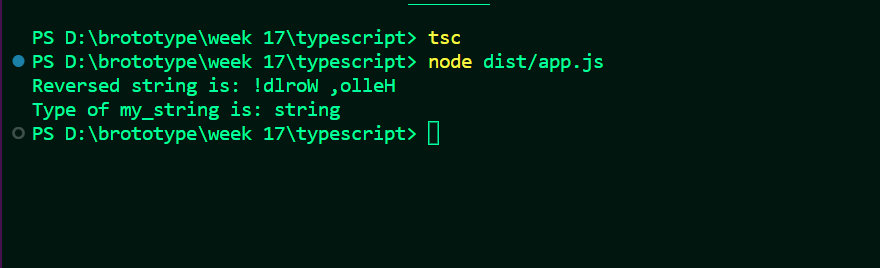 PS D:\brototype\week 17\typescript> tsc
PS D:\brototype\week 17\typescript> node dist/app.js
Reversed string is: !dlroW ,olleH
Type of my_string is: string
PS D:\brototype\week 17\typescript>